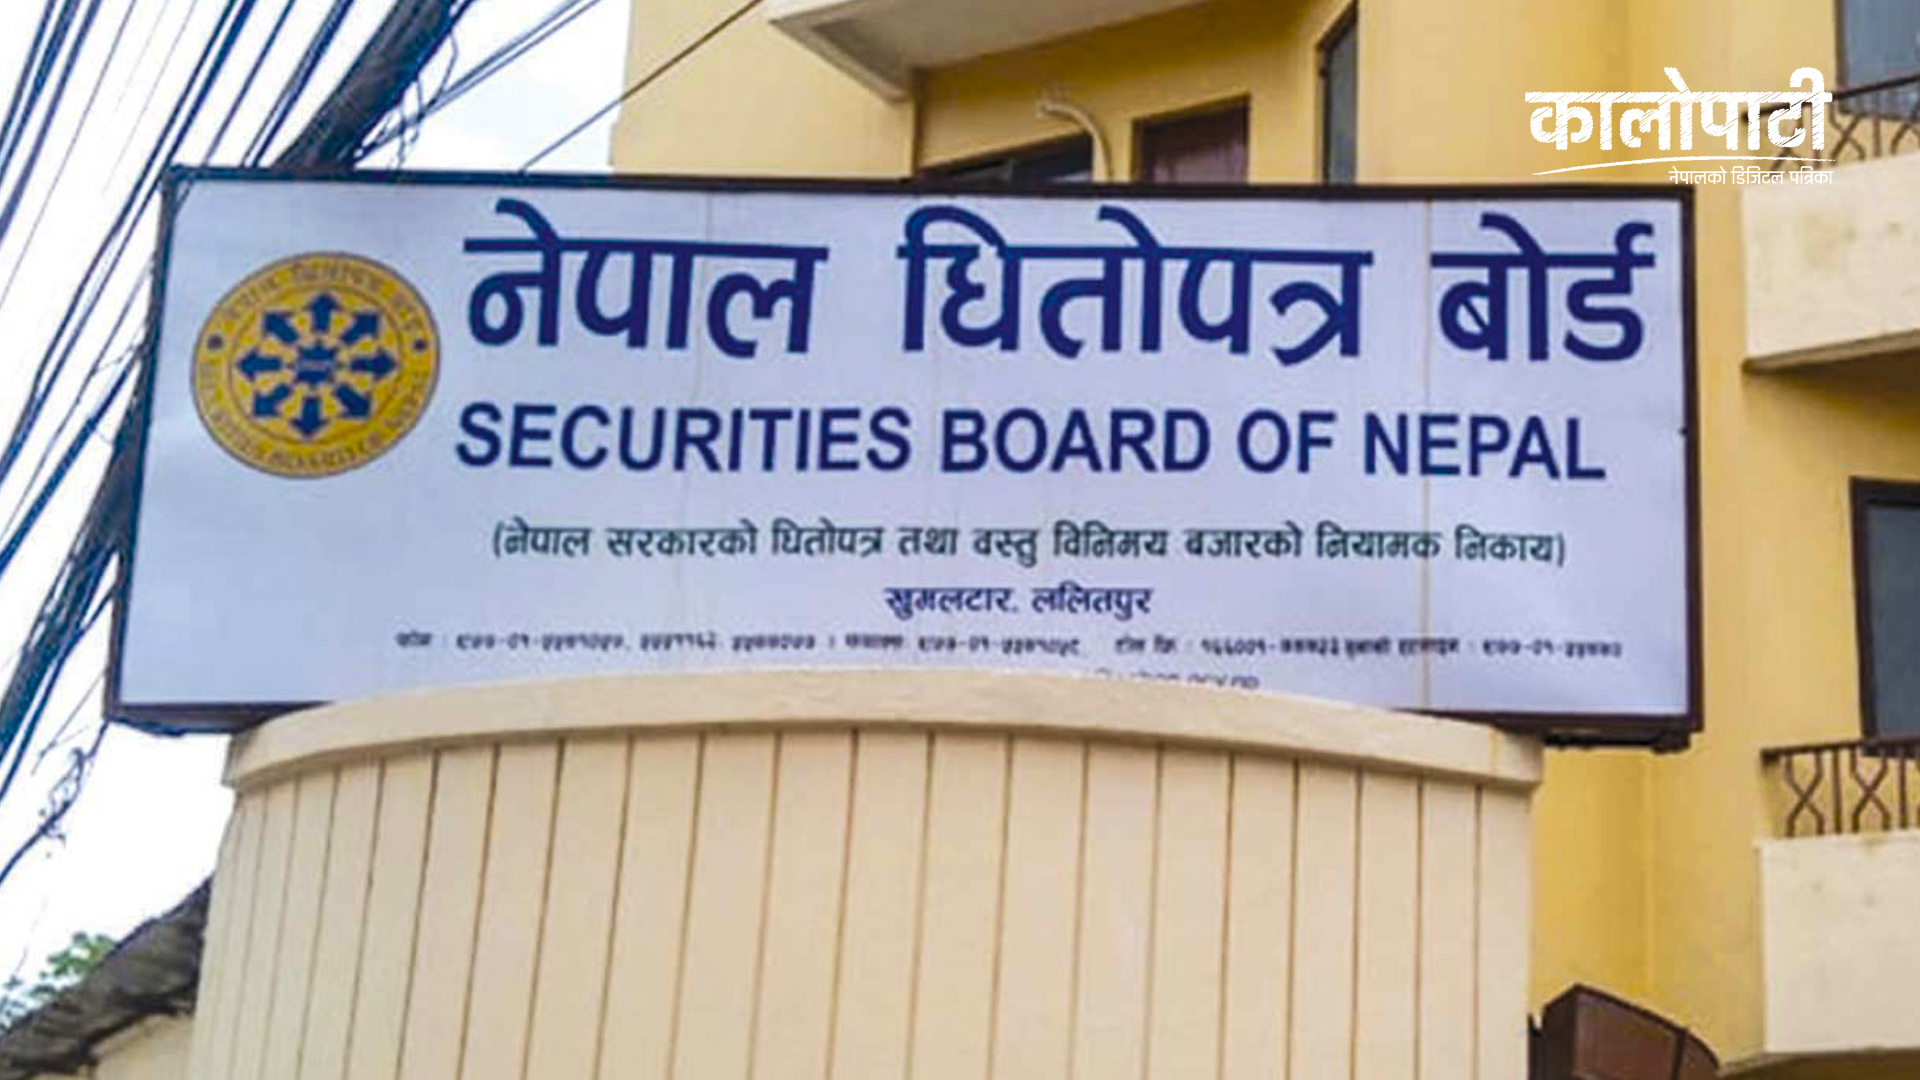 कालोपाटी
नेपालको डिजिटल पत्रिका
नेपाल धितोपत्र बोर्ड
SECURITIES BOARD OF NEPAL
(नेपाल सरकारको धितोपत्र तथा वस्तु विनिमय बजारको नियामक निकाय)
खुमलटार, ललितपुर